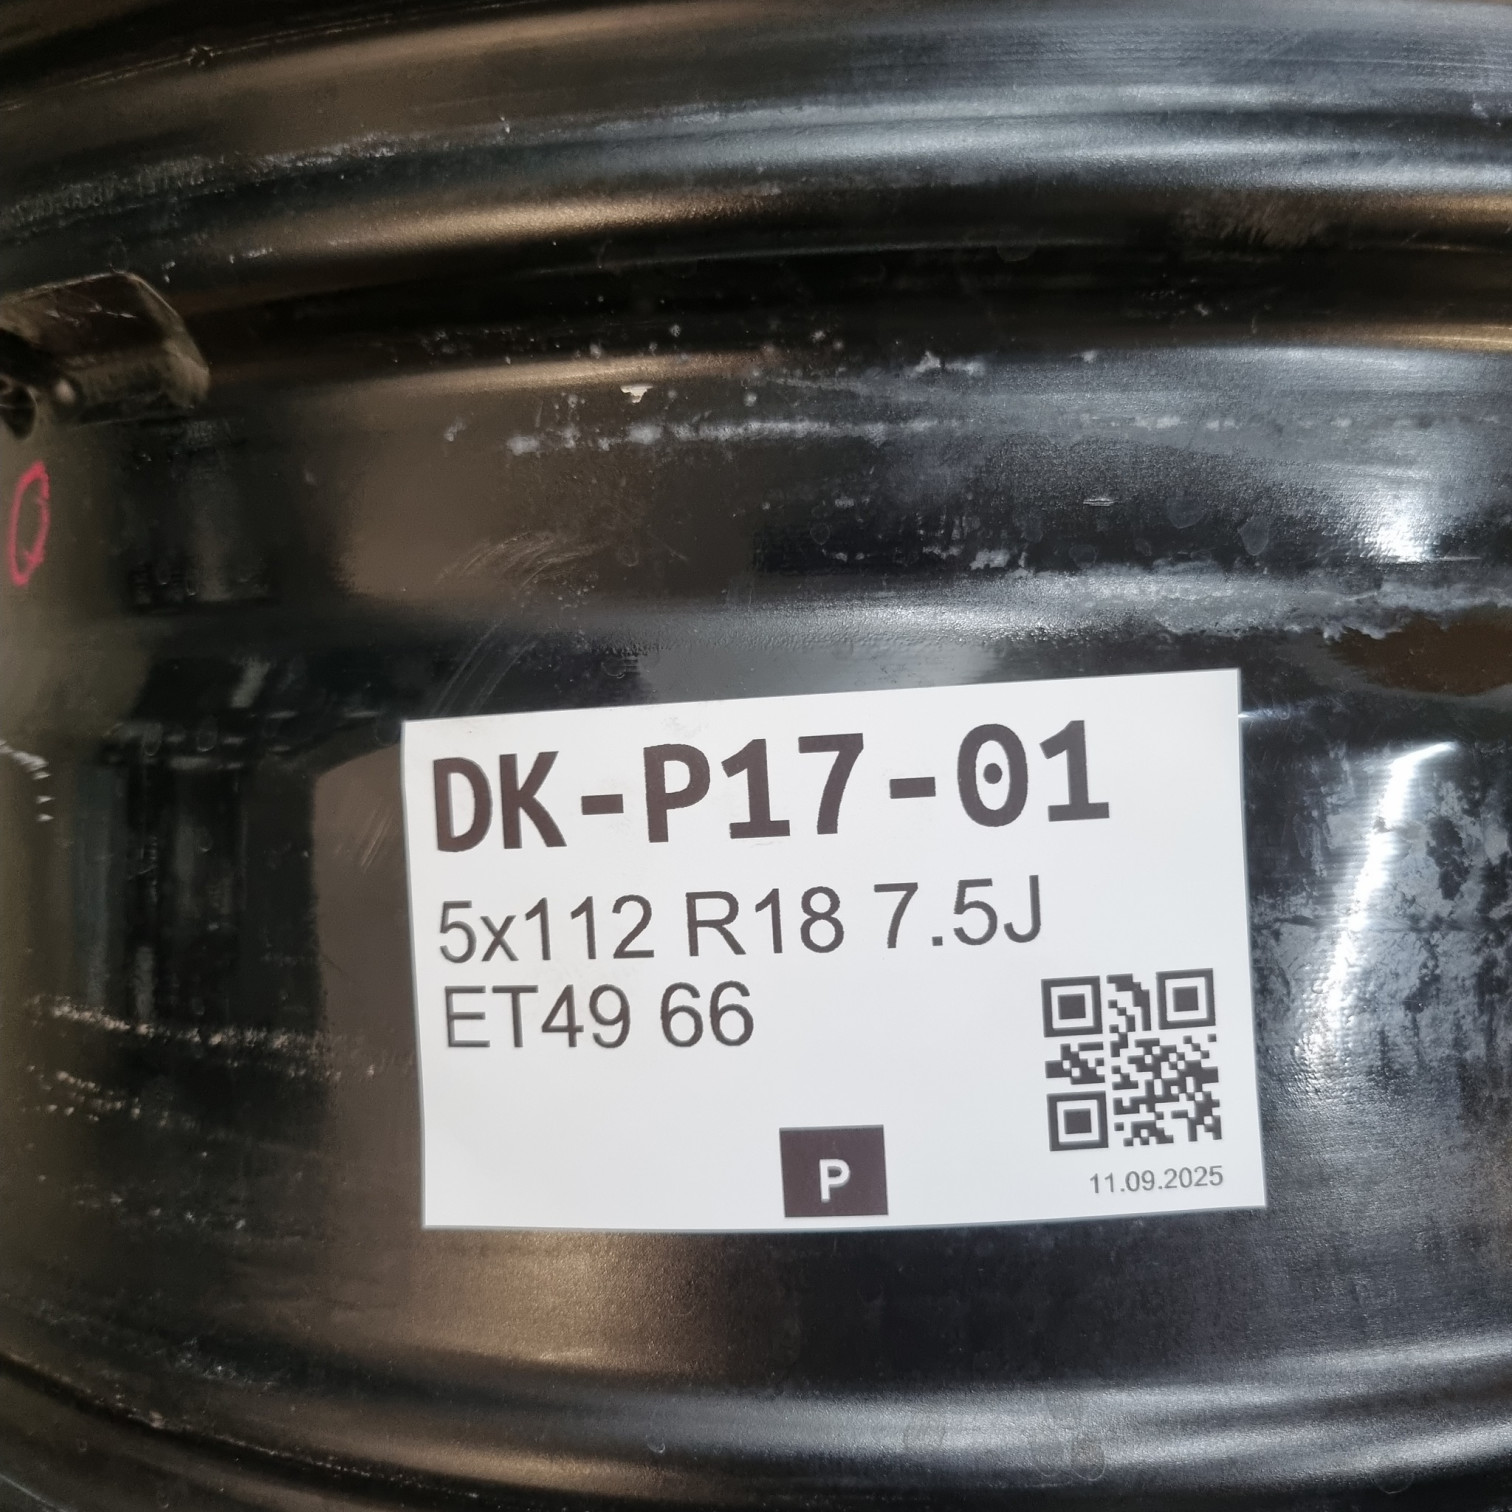 DK-P17-01
5x112 R18 7.5J
ET49 66
P
11.09.2025